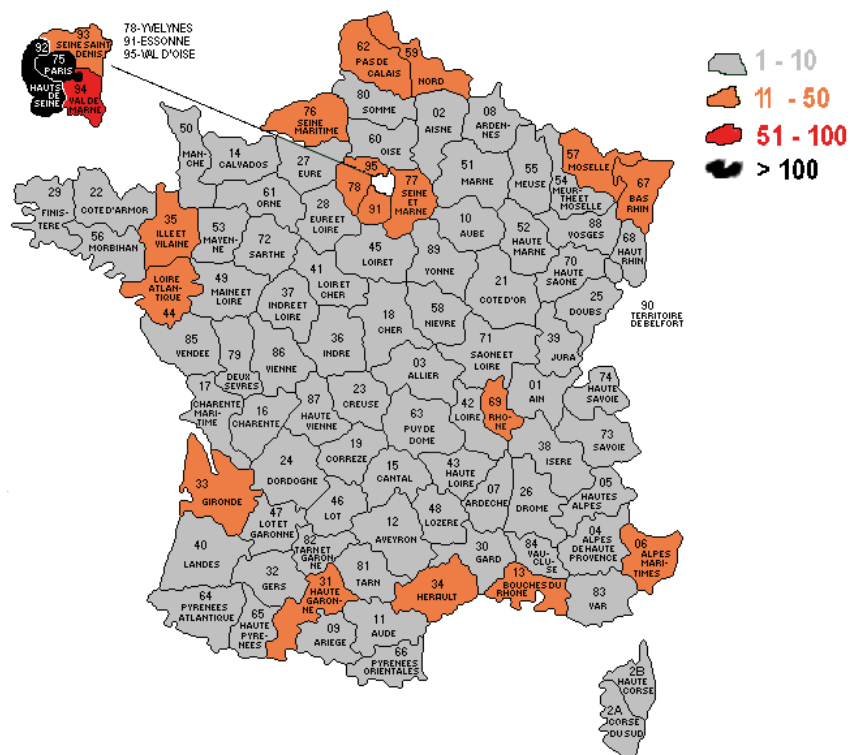 93
SEINE SAINT
DENIS
92
75
PARIS
HAUTS
DE
SEINE
94
VAL DE
MARNE
78-YVELYNES
91-ESSONNE
95-VAL D'OISE
1 - 10
11 - 50
51 - 100
> 100
62
PAS DE
CALAIS
59
NORD
80
SOMME
76
SEINE
MARITIME
02
AISNE
08
ARDEN-
NES
60
OISE
50
MAN-
CHE
14
CALVADOS
27
EURE
95
78
91
77
SEINE
ET
MARNE
51
MARNE
55
MEUSE
57
MOSELLE
54
MEUR-
THE ET
MOSELLE
67
BAS
RHIN
29
FINIS-
TERE
22
COTE D'ARMOR
35
ILLE ET
VILAINE
56
MORBIHAN
61
ORNE
53
MAYEN-
NE
28
EURE ET
LOIRE
72
SARTHE
45
LOIRET
10
AUBE
52
HAUTE
MARNE
88
VOSGES
68
HAUT
RHIN
89
YONNE
70
HAUTE
SAONE
90
TERRITOIRE
DE BELFORT
LOIRE
ATLAN-
TIQUE
44
49
MAINE ET
LOIRE
41
LOIR ET
CHER
37
INDRE ET
LOIRE
18
CHER
58
NIEVRE
21
COTE D'OR
25
DOUBS
39
JURA
85
VENDEE
79
DEUX
SEVRES
86
VIENNE
36
INDRE
03
ALLIER
71
SAONE ET
LOIRE
01
AIN
74
HAUTE
SAVOIE
17
CHARENTE
MARI-
TIME
16
CHARENTE
87
HAUTE
VIENNE
23
CREUSE
63
PUY DE
DOME
42
LOIRE
69
RHO-
NE
73
SAVOIE
38
ISERE
19
CORREZE
24
DORDOGNE
15
CANTAL
43
HAUTE
LOIRE
07
ARDECHE
26
DROME
05
HAUTES
ALPES
33
GIRONDE
47
LOT ET
GARONNE
46
LOT
12
AVEYRON
48
LOZERE
30
GARD
84
VAU-
CLU-
SE
04
ALPES
DE HAUTE
PROVENCE
06
ALPES
MARI-
TIMES
40
LANDES
82
TARN ET
GARON-
NE
32
GERS
31
HAUTE
GARON-
NE
81
TARN
34
HERAULT
13
BOUCHES DU
RHONE
83
VAR
64
PYRENEES
ATLANTIQUE
65
HAUTE
PYRE-
NEES
09
ARIEGE
11
AUDE
66
PYRENEES
ORIENTALES
2B
HAUTE
CORSE
2A
CORSE
DU SUD